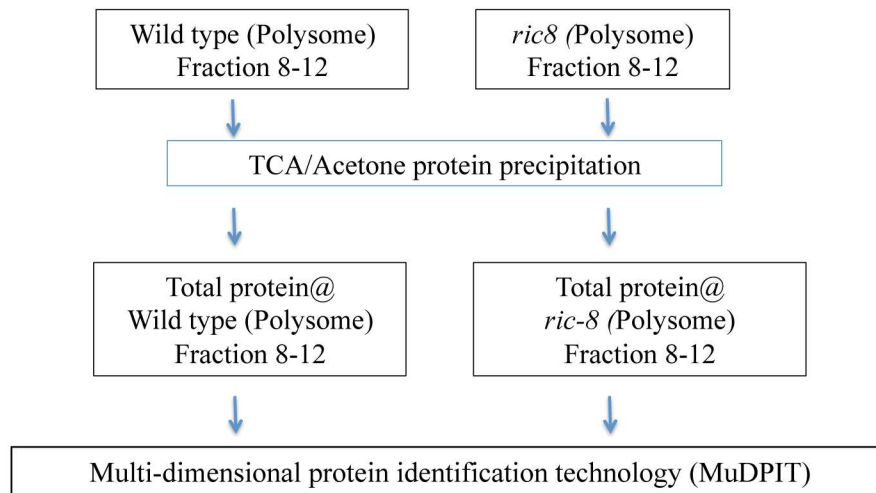 Wild type (Polysome)
Fraction 8-12
ric8 (Polysome)
Fraction 8-12
TCA/Acetone protein precipitation
Total protein@
Wild type (Polysome)
Fraction 8-12
Total protein@
ric-8 (Polysome)
Fraction 8-12
Multi-dimensional protein identification technology (MuDPIT)